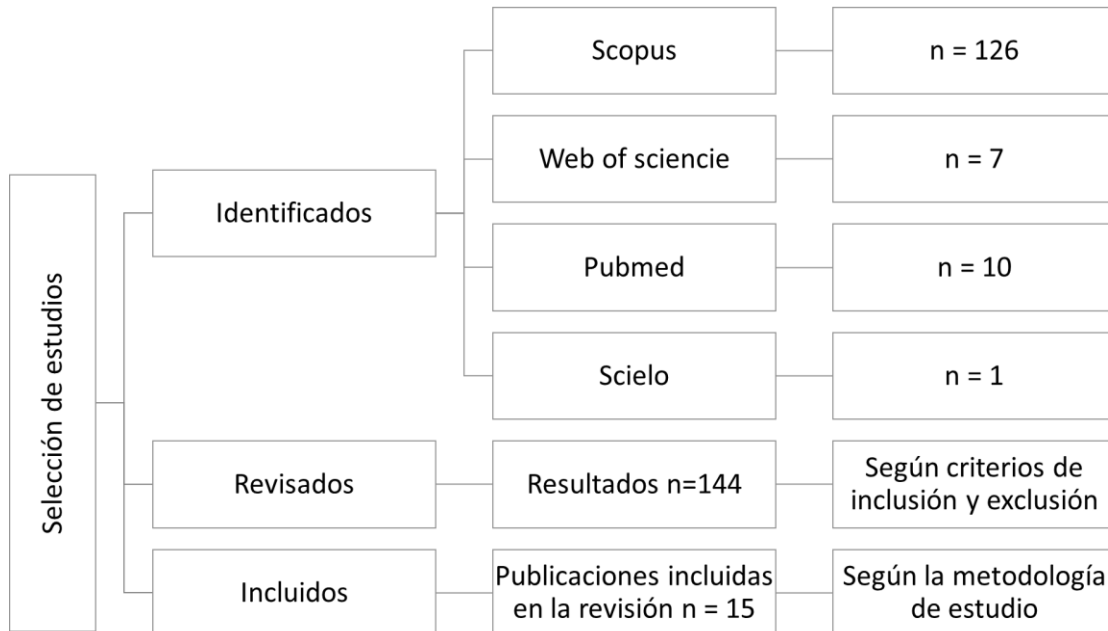 Selección de estudios
Identificados
Scopus
n = 126
Web of sciencie
n = 7
Pubmed
n = 10
Scielo
n = 1
Revisados
Resultados n=144
Según criterios de
inclusión y exclusión
Incluidos
Publicaciones incluidas
en la revisión n = 15
Según la metodología
de estudio